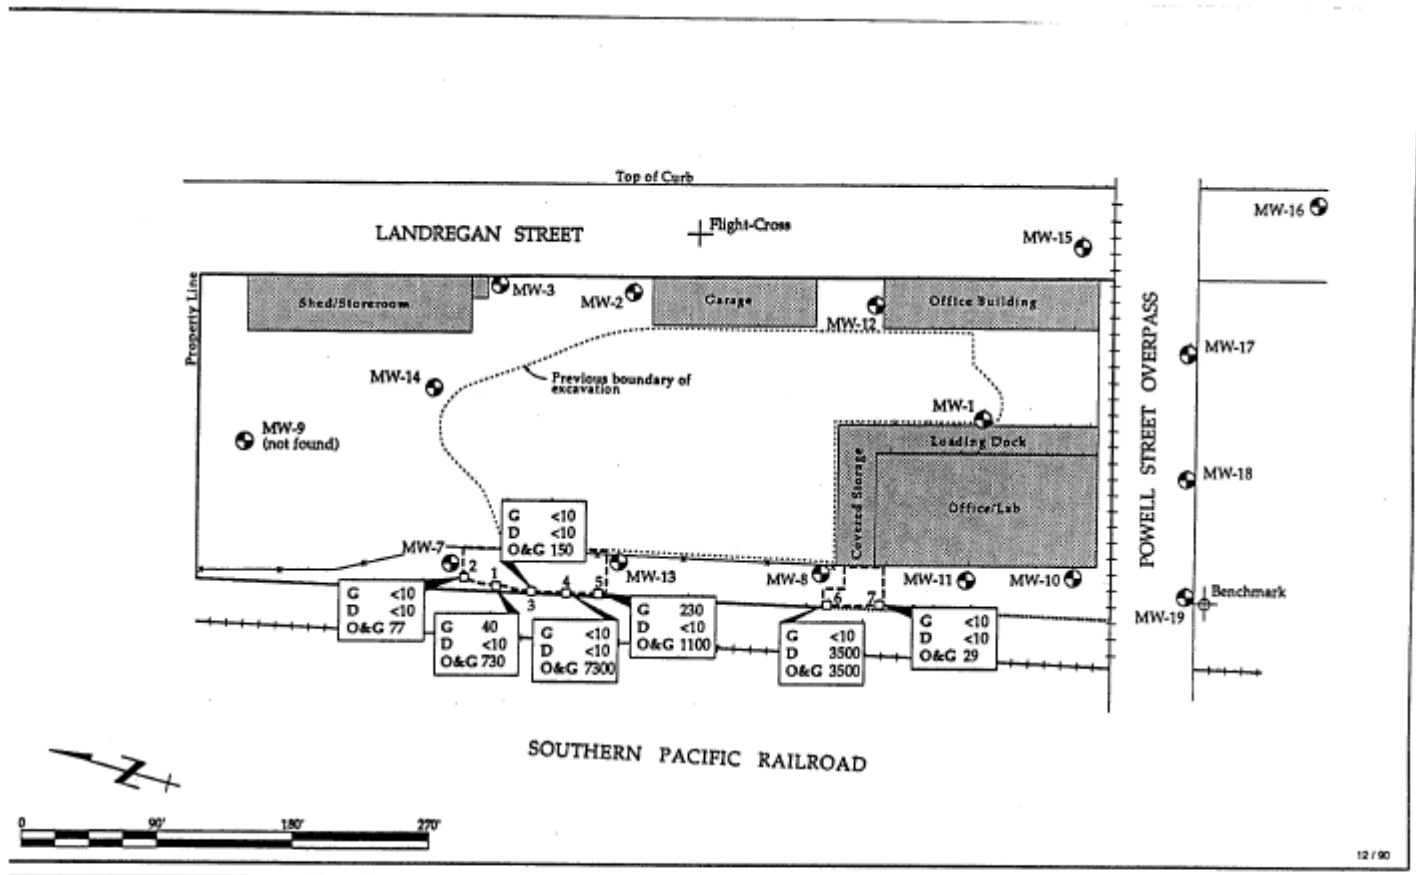 Top of Curb
LANDREGAN STREET
Flight-Cross
MW-15
MW-16
Property Line
Shed/Storeroom
MW-3
MW-2
Garage
MW-12
Office Building
POWELL STREET OVERPASS
MW-17
MW-14
Previous boundary of
excavation
MW-1
MW-9
(not found)
Loading Dock
Covered Storage
Office/Lab
MW-18
G <10
D <10
O&G 150
MW-7
2
1
3
4
5
MW-13
MW-8
6
7
MW-11
MW-10
Benchmark
MW-19
G <10
D <10
O&G 77
G 40
D <10
O&G 730
G <10
D <10
O&G 7300
G 230
D <10
O&G 1100
G <10
D 3500
O&G 3500
G <10
D <10
O&G 29
SOUTHERN PACIFIC RAILROAD
N
0 90' 180' 270'
12 / 90